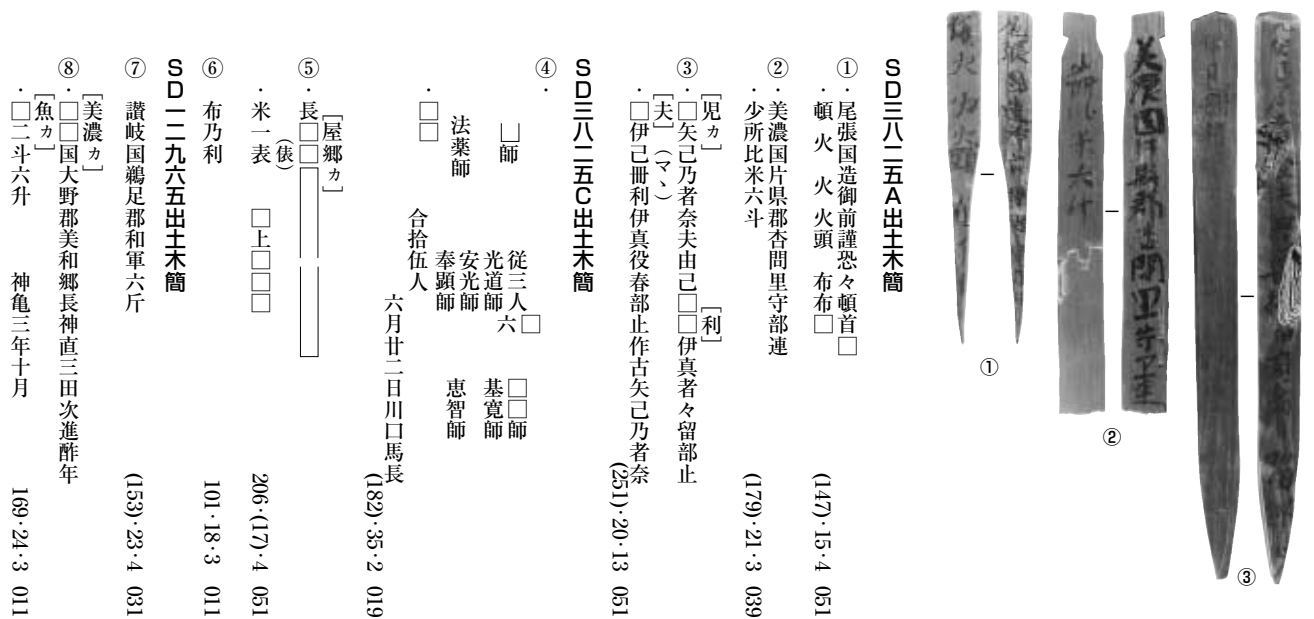 SD三八二五A出土木簡
① ・尾張国造御前謹恐々頓首□
・頓火火火頭布布□
(147)・15・4 051
② ・美濃国片県郡杏間里守部連
・少所比米六斗
(179)・21・3 039
[児ヵ] [利]
③ ・□矢己乃者奈夫由己□□伊真者々留部止
[夫](マヽ)
・□伊己冊利伊真役春部止作古矢己乃者奈
(251)・20・13 051
SD三八二五C出土木簡
④ ・
従三人 □ □□師
□師 光道師 六 基寛師
安光師
法薬師 奉顕師 恵智師
・□□ 合拾伍人
六月廿二日川口馬長
(182)・35・2 019
[屋郷ヵ]
⑤ ・長□□
(俵)
・米一表 □上□□□
206・(17)・4 051
⑥ 布乃利
101・18・3 011
SD一二九六五出土木簡
⑦ 讃岐国鵜足郡和軍六斤
(153)・23・4 031
[美濃ヵ]
⑧ ・□□国大野郡美和郷長神直三田次進酢年
[魚ヵ]
・□二斗六升 神亀三年十月
169・24・3 011
①
②
③